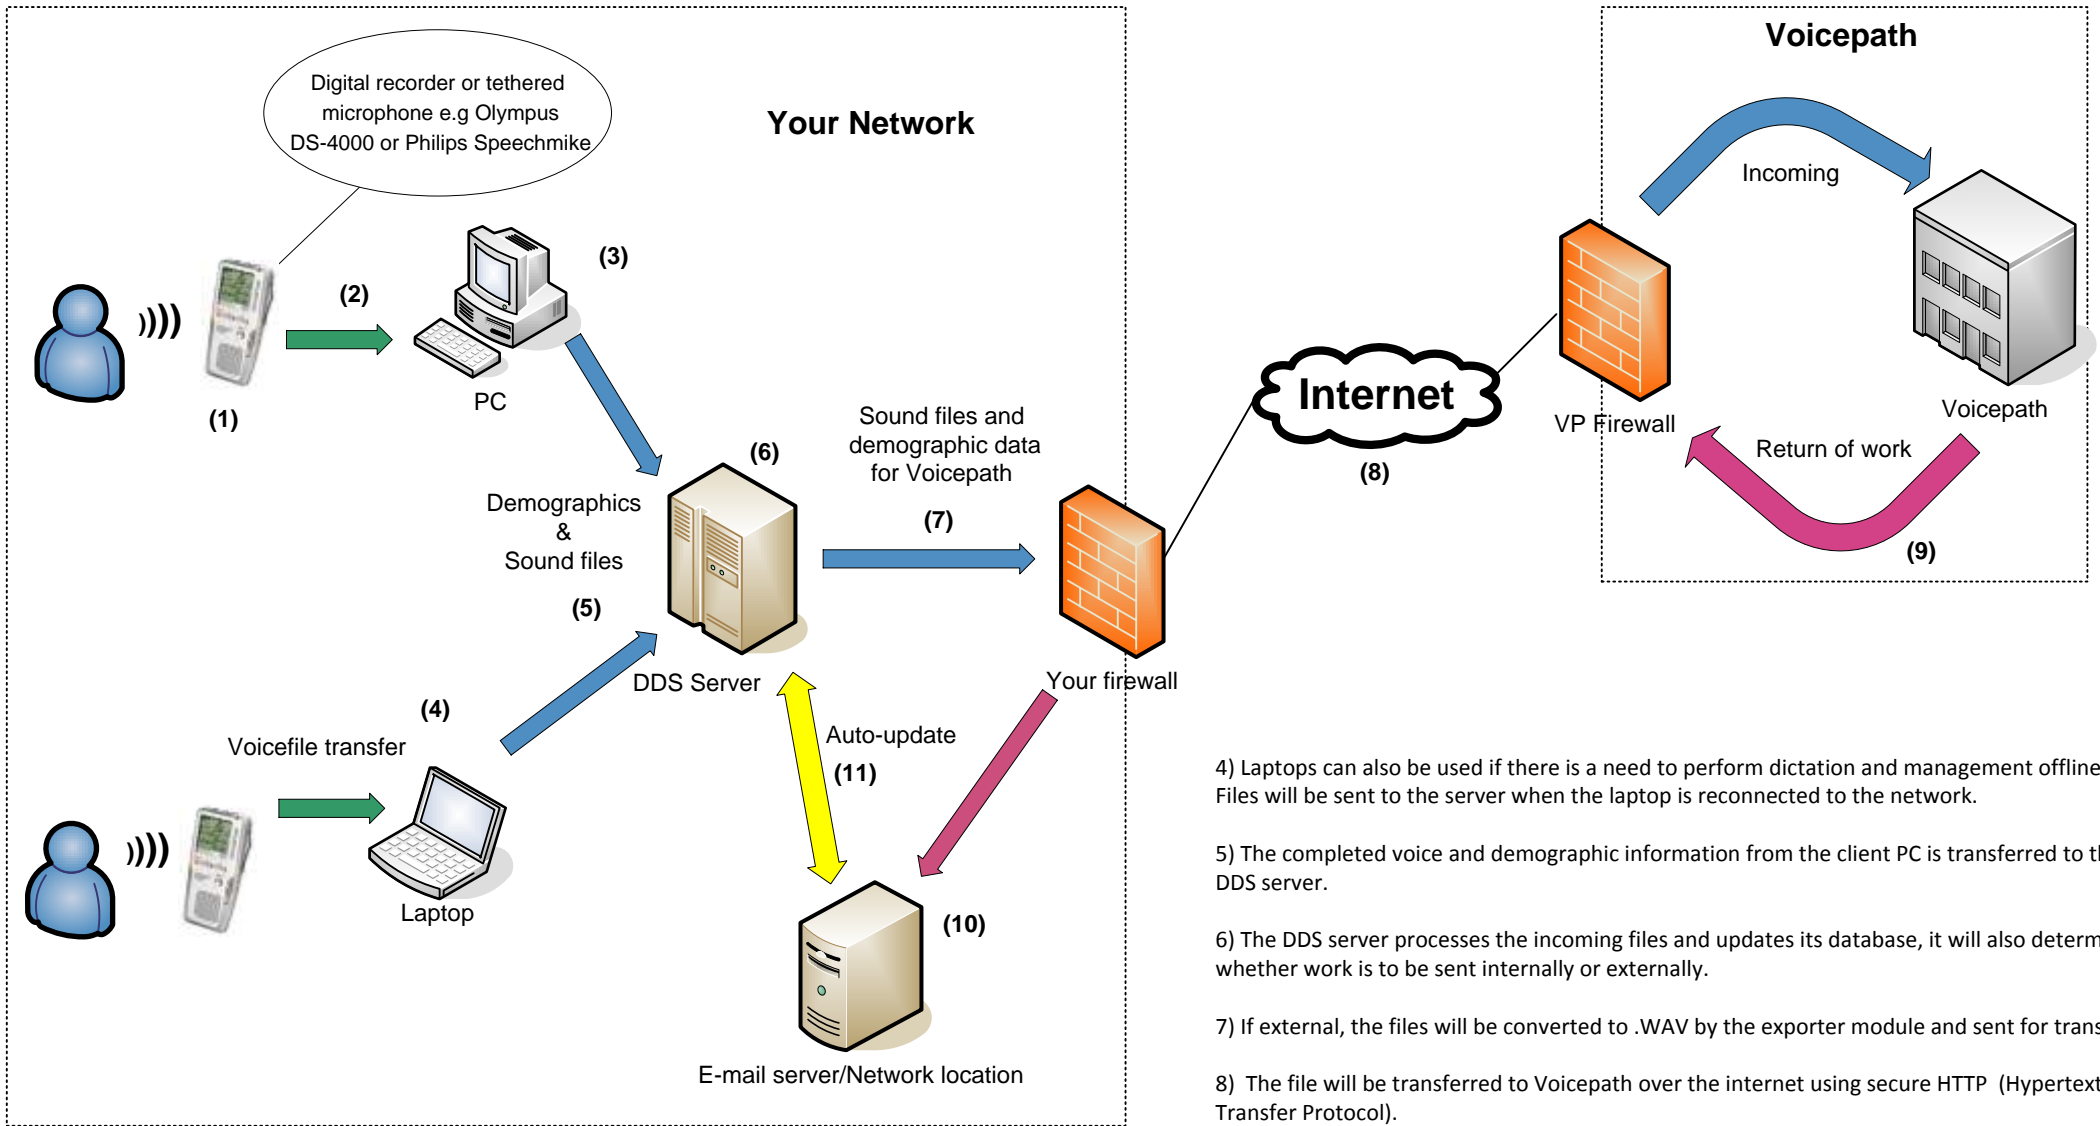 Voicepath
Digital recorder or tethered
microphone e.g Olympus
DS-4000 or Philips Speechmike
Your Network
Incoming
(3)
(2)
PC
(1)
Internet
(8)
VP Firewall
Voicepath
Return of work
(9)
Sound files and
demographic data
for Voicepath
(7)
(6)
Demographics
&
Sound files
(5)
DDS Server
Your firewall
(4)
Voicefile transfer
Laptop
Auto-update
(11)
(10)
E-mail server/Network location
4) Laptops can also be used if there is a need to perform dictation and management offline
Files will be sent to the server when the laptop is reconnected to the network.
5) The completed voice and demographic information from the client PC is transferred to th
DDS server.
6) The DDS server processes the incoming files and updates its database, it will also determ
whether work is to be sent internally or externally.
7) If external, the files will be converted to .WAV by the exporter module and sent for trans
8) The file will be transferred to Voicepath over the internet using secure HTTP (Hypertext
Transfer Protocol).